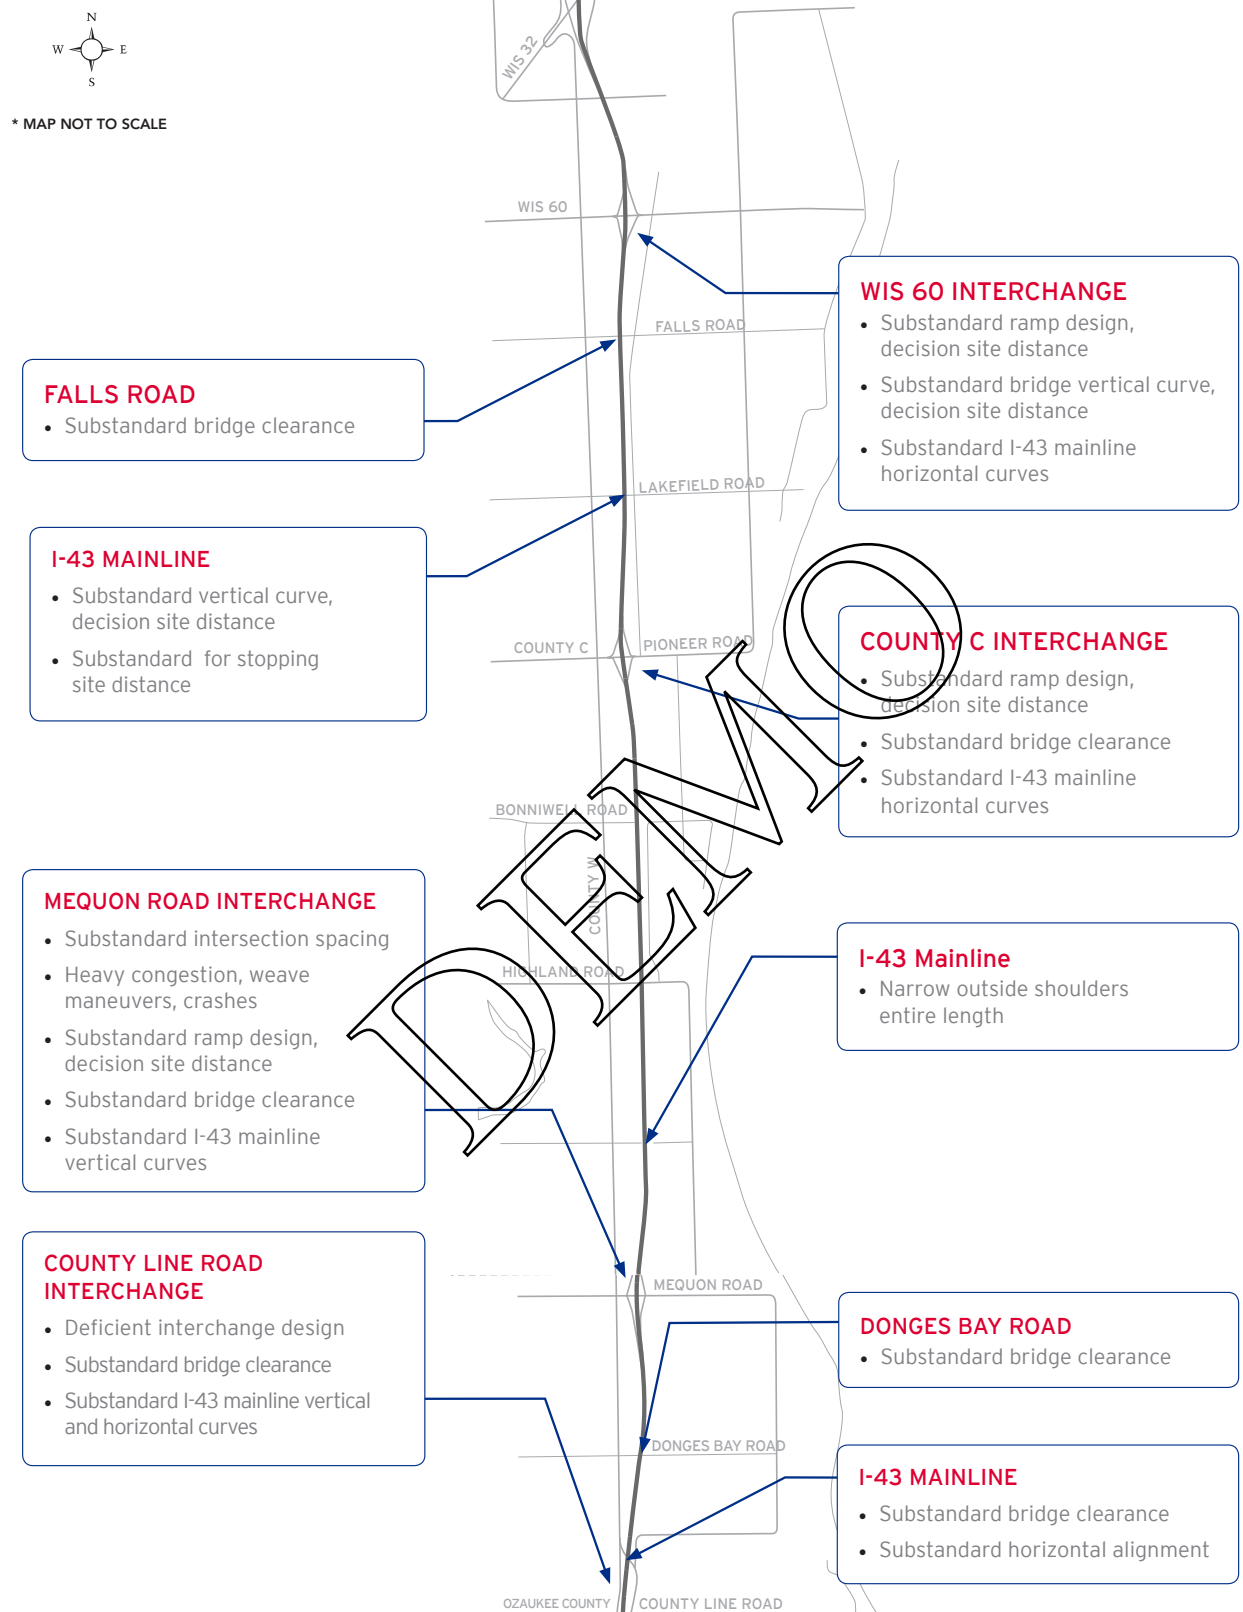 N
W E
S
* MAP NOT TO SCALE
WIS 32
WIS 60
WIS 60 INTERCHANGE
• Substandard ramp design,
decision site distance
• Substandard bridge vertical curve,
decision site distance
• Substandard I-43 mainline
horizontal curves
FALLS ROAD
FALLS ROAD
• Substandard bridge clearance
LAKEFIELD ROAD
I-43 MAINLINE
• Substandard vertical curve,
decision site distance
• Substandard for stopping
site distance
COUNTY C
PIONEER ROAD
COUNTY C INTERCHANGE
• Substandard ramp design,
decision site distance
• Substandard bridge clearance
• Substandard I-43 mainline
horizontal curves
BONNIWELL ROAD
COUNTY W
DEMO
MEQUON ROAD INTERCHANGE
• Substandard intersection spacing
• Heavy congestion, weave
maneuvers, crashes
• Substandard ramp design,
decision site distance
• Substandard bridge clearance
• Substandard I-43 mainline
vertical curves
HIGHLAND ROAD
I-43 Mainline
• Narrow outside shoulders
entire length
COUNTY LINE ROAD
INTERCHANGE
• Deficient interchange design
• Substandard bridge clearance
• Substandard I-43 mainline vertical
and horizontal curves
MEQUON ROAD
DONGES BAY ROAD
• Substandard bridge clearance
DONGES BAY ROAD
I-43 MAINLINE
• Substandard bridge clearance
• Substandard horizontal alignment
OZAUKEE COUNTY
COUNTY LINE ROAD